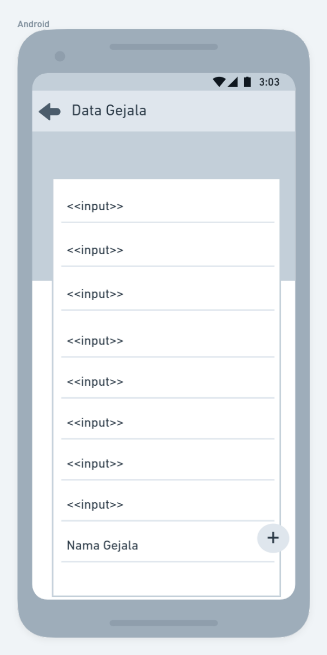 Android
3:03
Data Gejala
<<input>>
<<input>>
<<input>>
<<input>>
<<input>>
<<input>>
<<input>>
<<input>>
Nama Gejala
+